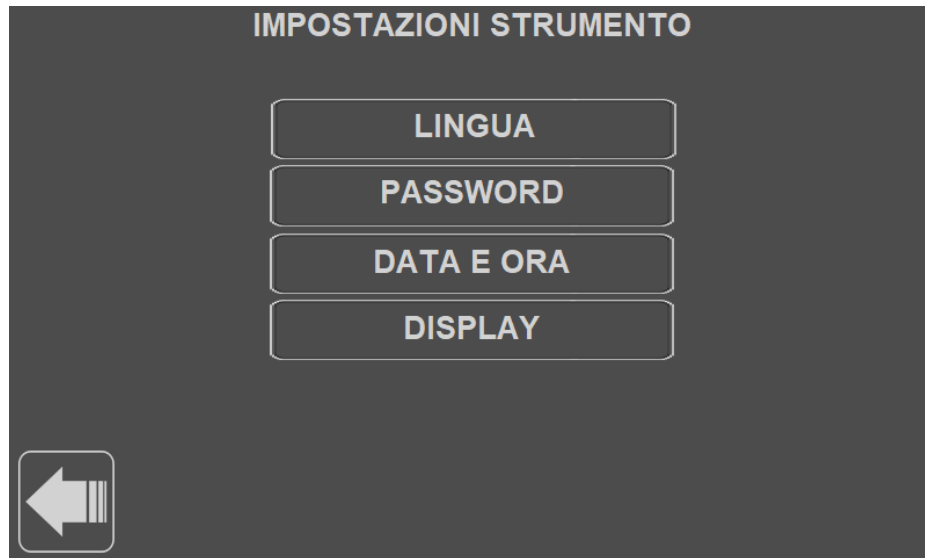 IMPOSTAZIONI STRUMENTO
LINGUA
PASSWORD
DATA E ORA
DISPLAY